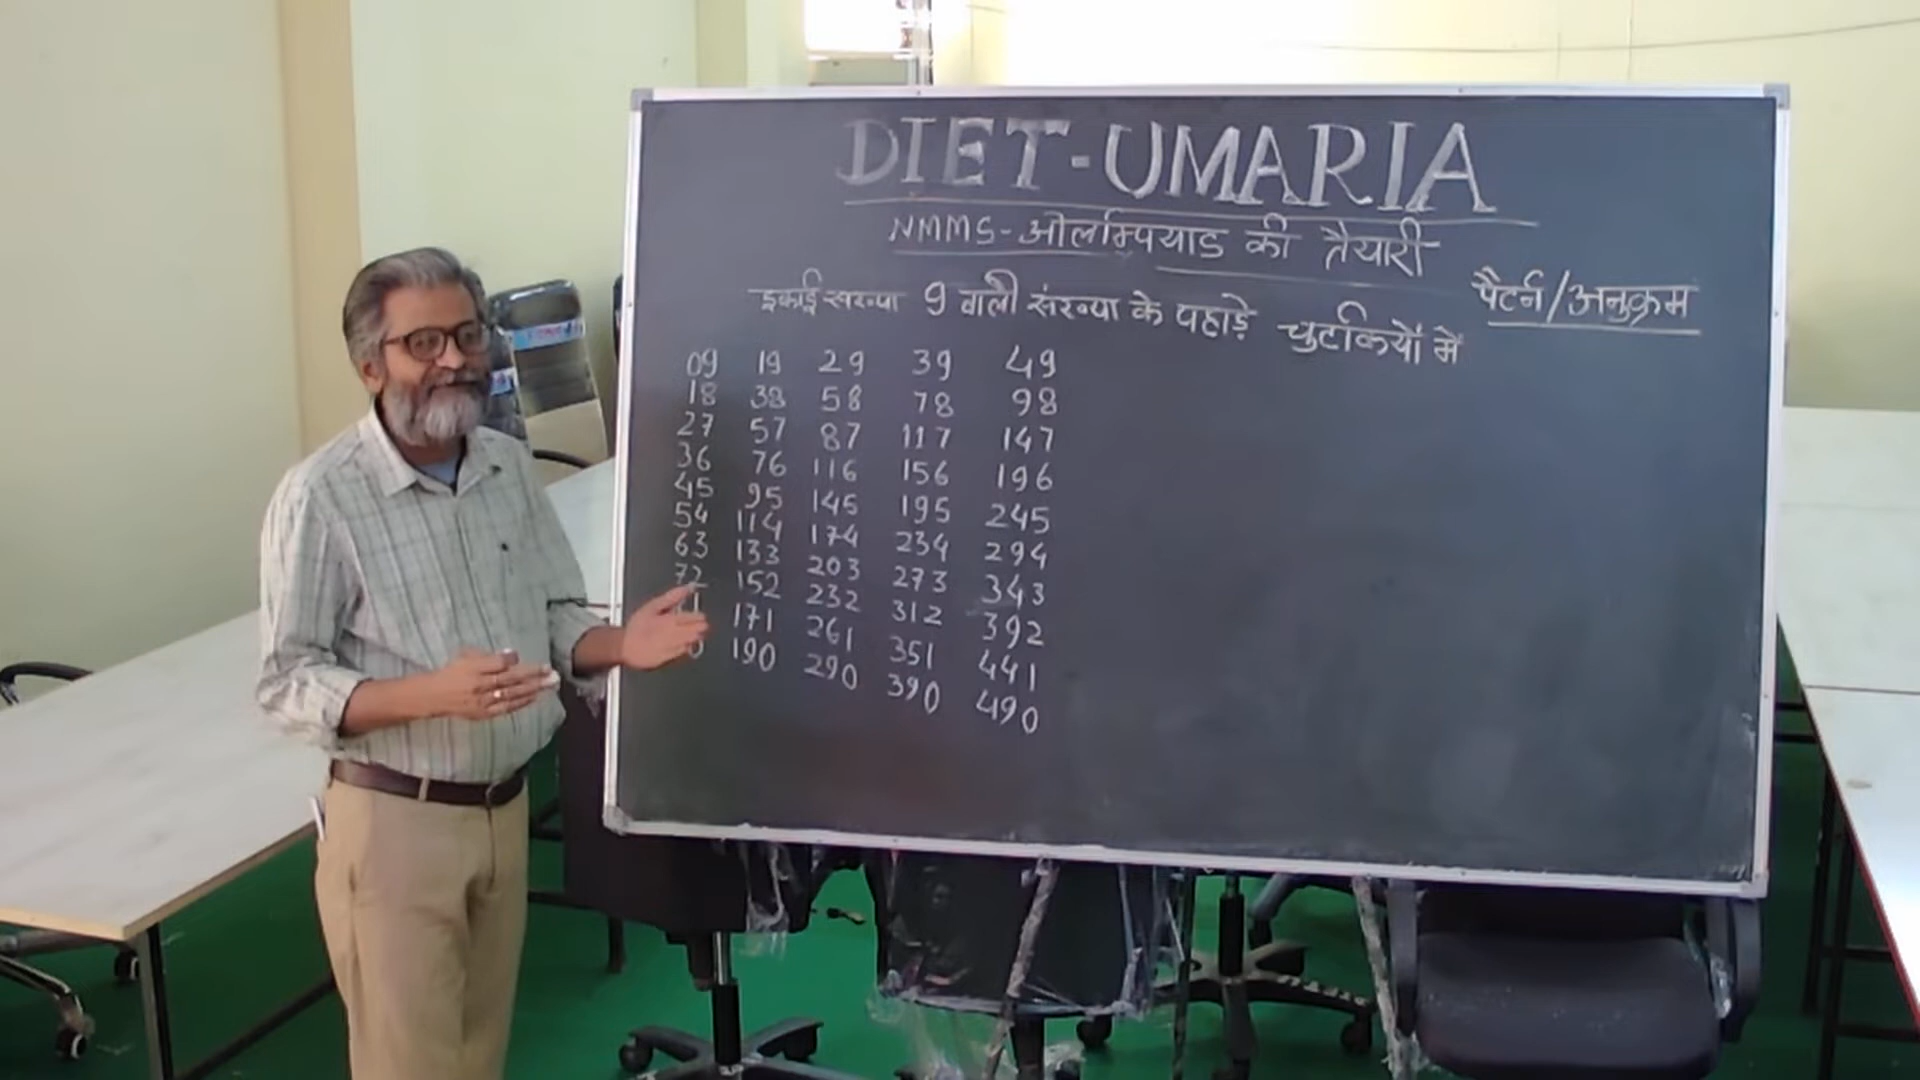 DIET-UMARIA
NMMS-ओलम्पियाड की तैयारी
पैटर्न/अनुक्रम
इकाई संख्या 9 वाली संख्या के पहाड़े चुटकियों में
09 19 29 39 49
18 38 58 78 98
27 57 87 117 147
36 76 116 156 196
45 95 145 195 245
54 114 174 234 294
63 133 203 273 343
72 152 232 312 392
171 261 351 441
190 290 390 490